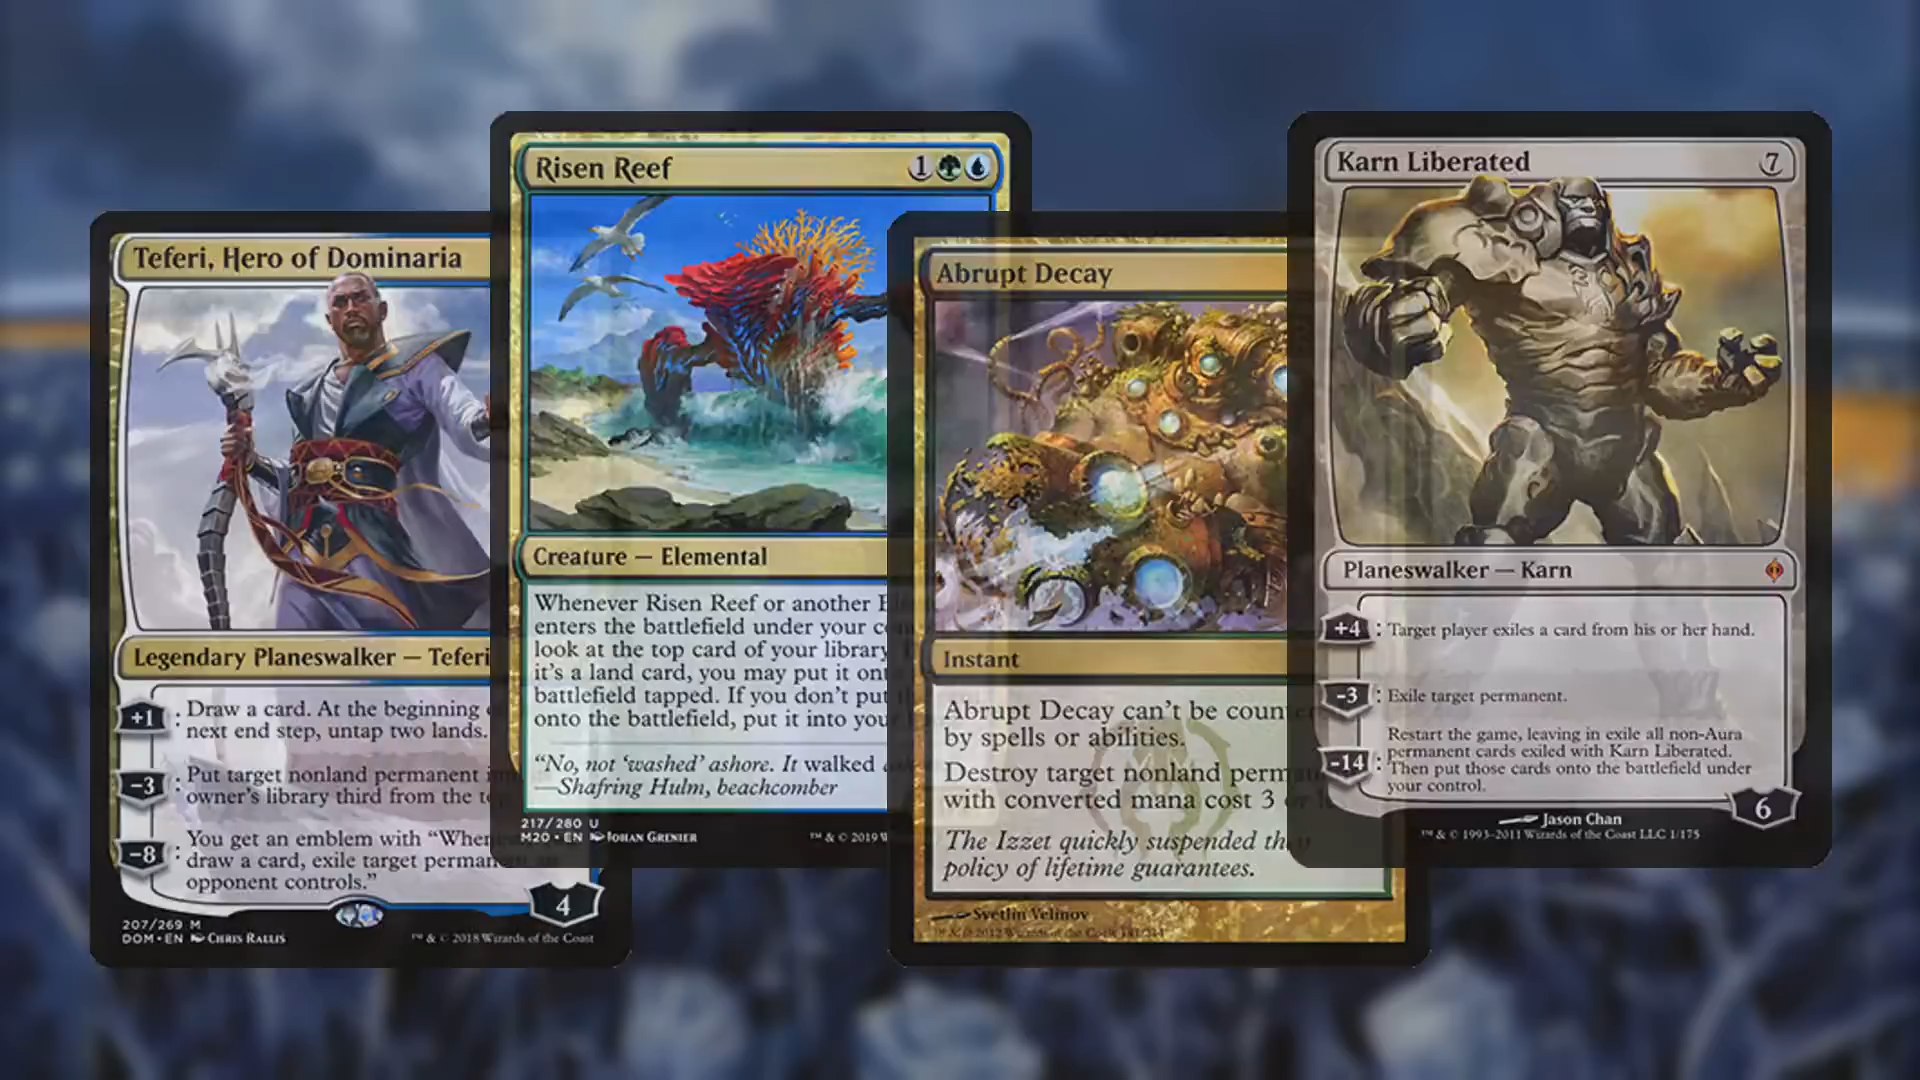 Teferi, Hero of Dominaria
Legendary Planeswalker — Teferi
+1 : Draw a card. At the beginning
next end step, untap two lands.
-3 : Put target nonland permanent
owner's library third from the
-8 : You get an emblem with “When
draw a card, exile target permanent an
opponent controls.”
4
207/269 M
DOM • EN Chris Rallis
™ & © 2018 Wizards of the Coast
Risen Reef
1
Creature — Elemental
Whenever Risen Reef or another
enters the battlefield under your
look at the top card of your library.
it's a land card, you may put it
battlefield tapped. If you don't put
onto the battlefield, put it into your
“No, not ‘washed’ ashore. It walked
—Shafring Hulm, beachcomber
217/280 U
M20 • EN Johan Grenier
™ & © 2019 W
Abrupt Decay
Instant
Abrupt Decay can't be
by spells or abilities.
Destroy target nonland
with converted mana cost 3 or
The Izzet quickly suspended their
policy of lifetime guarantees.
Svetlin Velinov
Karn Liberated
7
Planeswalker — Karn
+4 : Target player exiles a card from his or her hand.
-3 : Exile target permanent.
Restart the game, leaving in exile all non-Aura
permanent cards exiled with Karn Liberated.
-14 : Then put those cards onto the battlefield under
your control.
6
Jason Chan
™ & © 1993–2011 Wizards of the Coast LLC 1/175